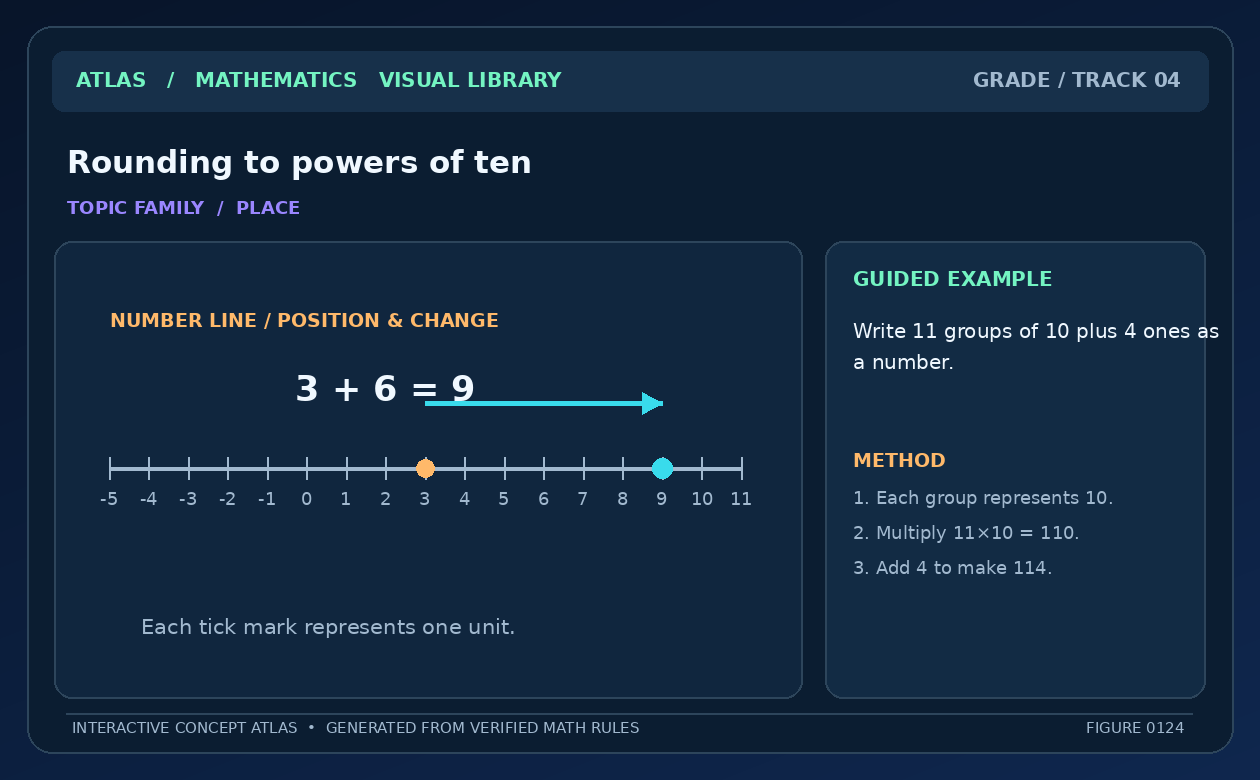 ATLAS / MATHEMATICS VISUAL LIBRARY
GRADE / TRACK 04
Rounding to powers of ten
TOPIC FAMILY / PLACE
NUMBER LINE / POSITION & CHANGE
3 + 6 = 9
-5 -4 -3 -2 -1 0 1 2 3 4 5 6 7 8 9 10 11
Each tick mark represents one unit.
GUIDED EXAMPLE
Write 11 groups of 10 plus 4 ones as
a number.
METHOD
1. Each group represents 10.
2. Multiply 11×10 = 110.
3. Add 4 to make 114.
INTERACTIVE CONCEPT ATLAS • GENERATED FROM VERIFIED MATH RULES
FIGURE 0124